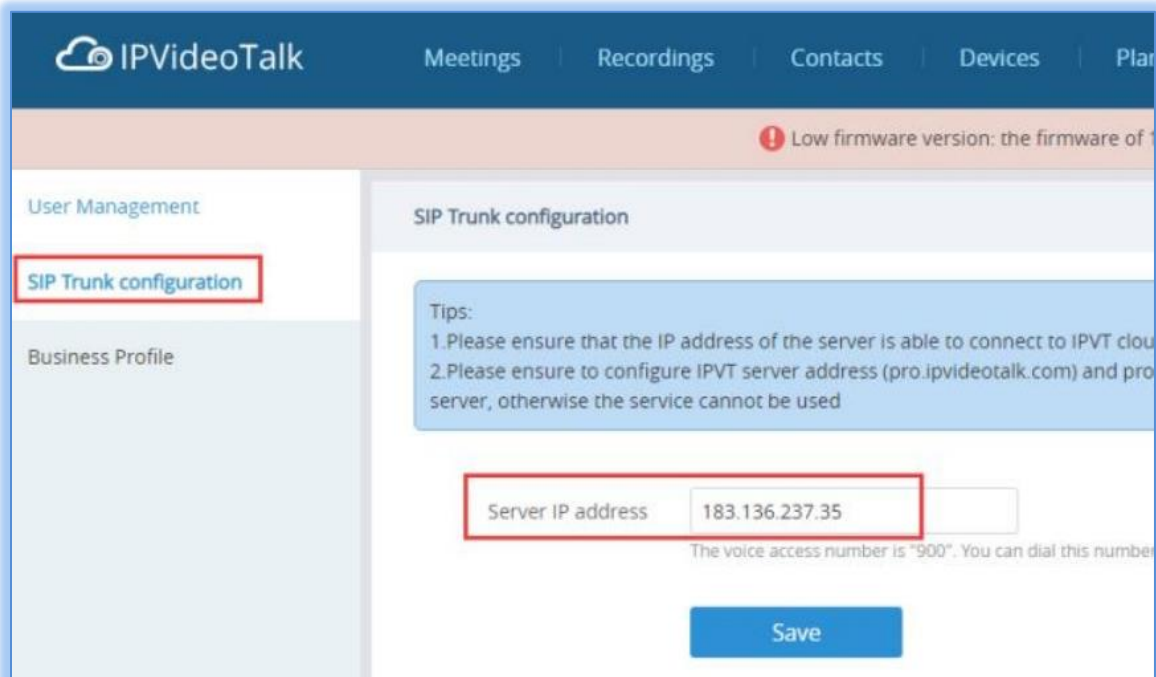 IPVideoTalk
Meetings Recordings Contacts Devices
Low firmware version: the firmware of
User Management
SIP Trunk configuration
SIP Trunk configuration
Business Profile
Tips:
1.Please ensure that the IP address of the server is able to connect to IPVT
2.Please ensure to configure IPVT server address (pro.ipvideotalk.com) and
server, otherwise the service cannot be used
Server IP address 183.136.237.35
The voice access number is "900". You can dial this number
Save